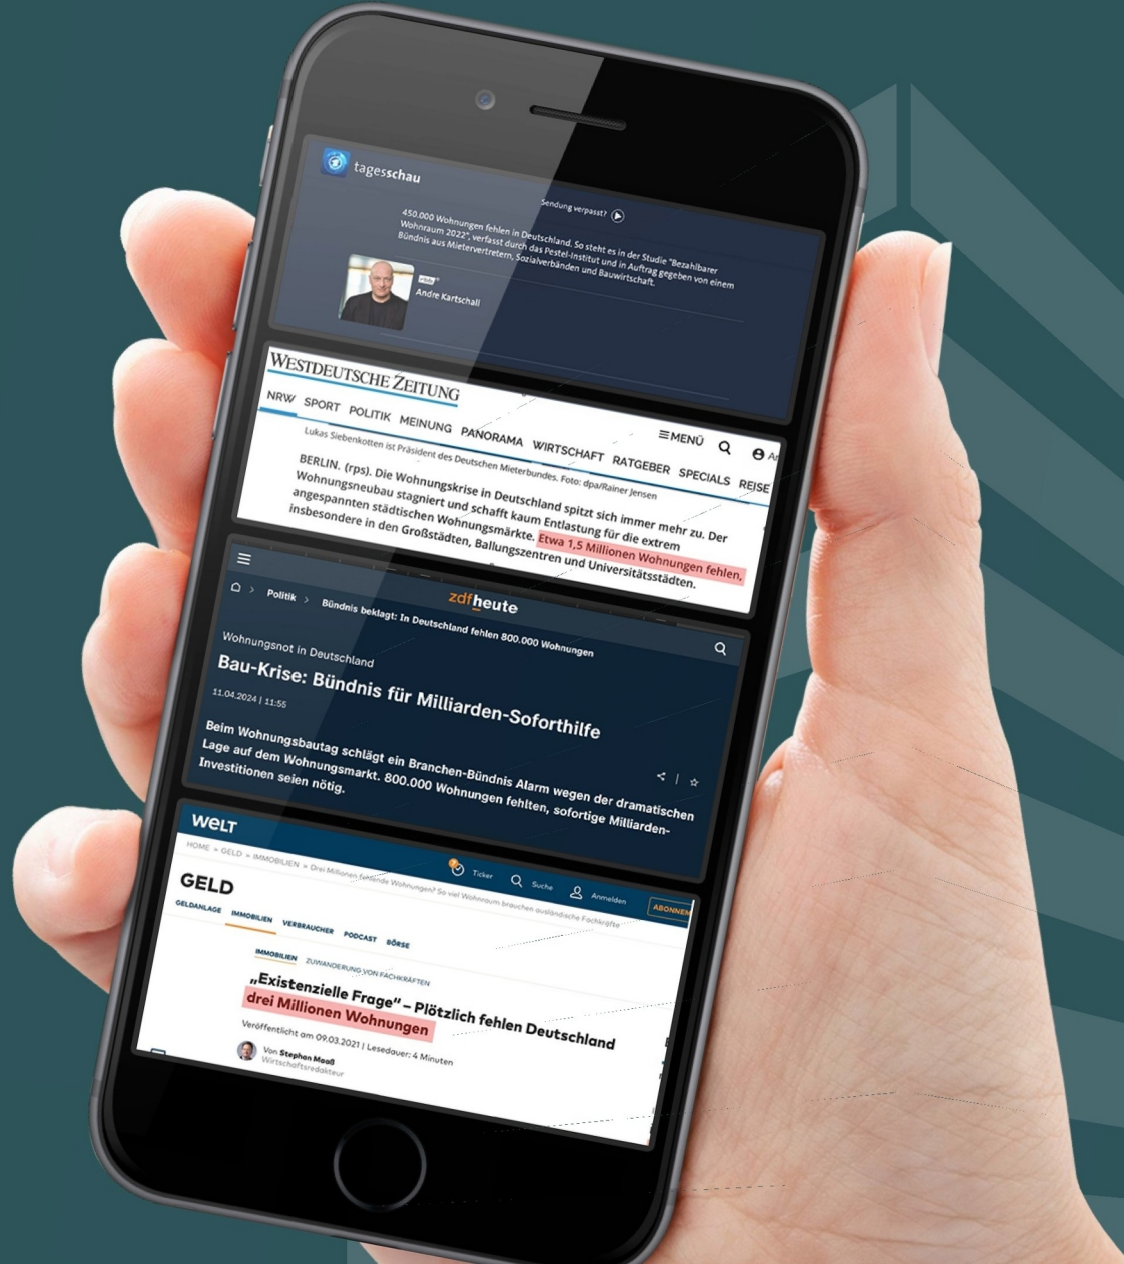 tagesschau
Sendung verpasst?
450.000 Wohnungen fehlen in Deutschland. So steht es in der Studie "Bezahlbarer
Wohnraum 2022", verfasst durch das Pestel-Institut und in Auftrag gegeben von einem
Bündnis aus Mietervertretern, Sozialverbänden und Bauwirtschaft.
rbb
Andre Kartschall
WESTDEUTSCHE ZEITUNG
MENÜ
NRW SPORT POLITIK MEINUNG PANORAMA WIRTSCHAFT RATGEBER SPECIALS REISE
Lukas Siebenkotten ist Präsident des Deutschen Mieterbundes. Foto: dpa/Rainer Jensen
BERLIN. (rps). Die Wohnungskrise in Deutschland spitzt sich immer mehr zu. Der
Wohnungsneubau stagniert und schafft kaum Entlastung für die extrem
angespannten städtischen Wohnungsmärkte. Etwa 1,5 Millionen Wohnungen fehlen,
insbesondere in den Großstädten, Ballungszentren und Universitätsstädten.
zdfheute
Politik > Bündnis beklagt: In Deutschland fehlen 800.000 Wohnungen
Wohnungsnot in Deutschland
Bau-Krise: Bündnis für Milliarden-Soforthilfe
11.04.2024 | 11:55
Beim Wohnungsbautag schlägt ein Branchen-Bündnis Alarm wegen der dramatischen
Lage auf dem Wohnungsmarkt. 800.000 Wohnungen fehlten, sofortige Milliarden-
Investitionen seien nötig.
WELT
Ticker Suche Anmelden ABONNEM
HOME » GELD » IMMOBILIEN » Drei Millionen fehlende Wohnungen? So viel Wohnraum brauchen ausländische Fachkräfte
GELD
GELDANLAGE IMMOBILIEN VERBRAUCHER PODCAST BÖRSE
IMMOBILIEN ZUWANDERUNG VON FACHKRÄFTEN
„Existenzielle Frage“ – Plötzlich fehlen Deutschland
drei Millionen Wohnungen
Veröffentlicht am 09.03.2021 | Lesedauer: 4 Minuten
Von Stephan Maaß
Wirtschaftsredakteur